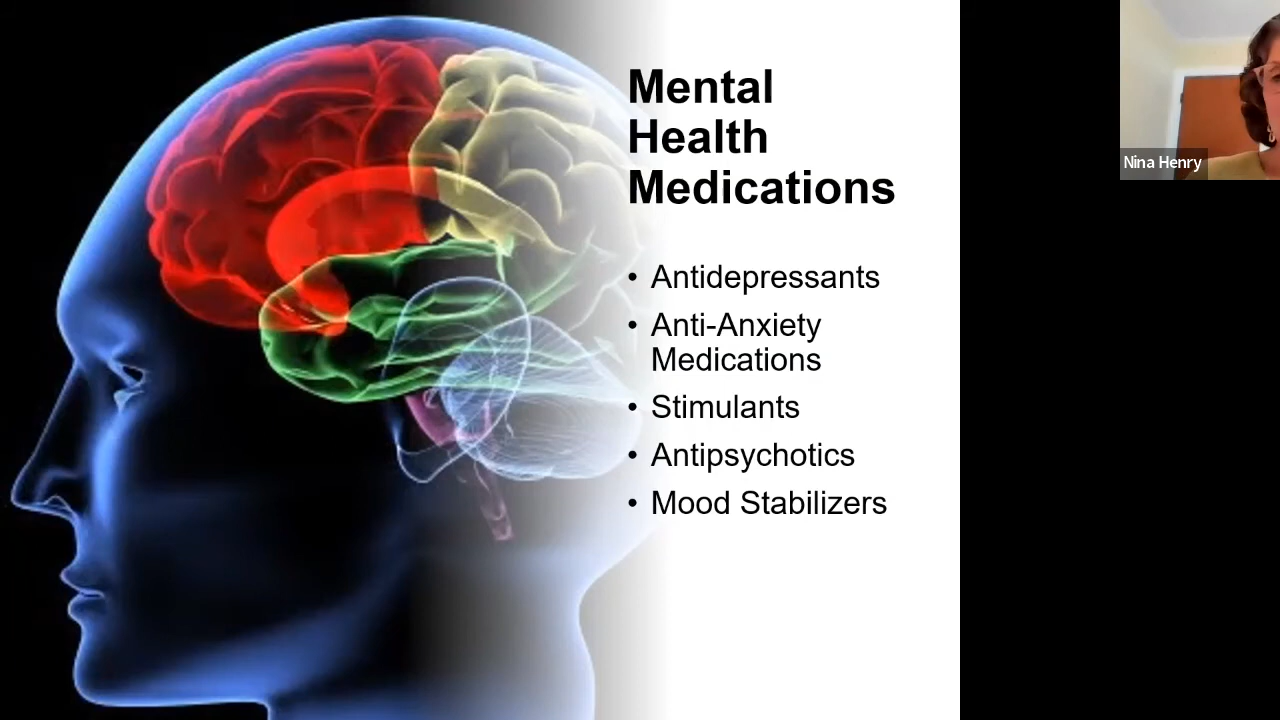 Mental
Health
Medications
• Antidepressants
• Anti-Anxiety
Medications
• Stimulants
• Antipsychotics
• Mood Stabilizers
Nina Henry